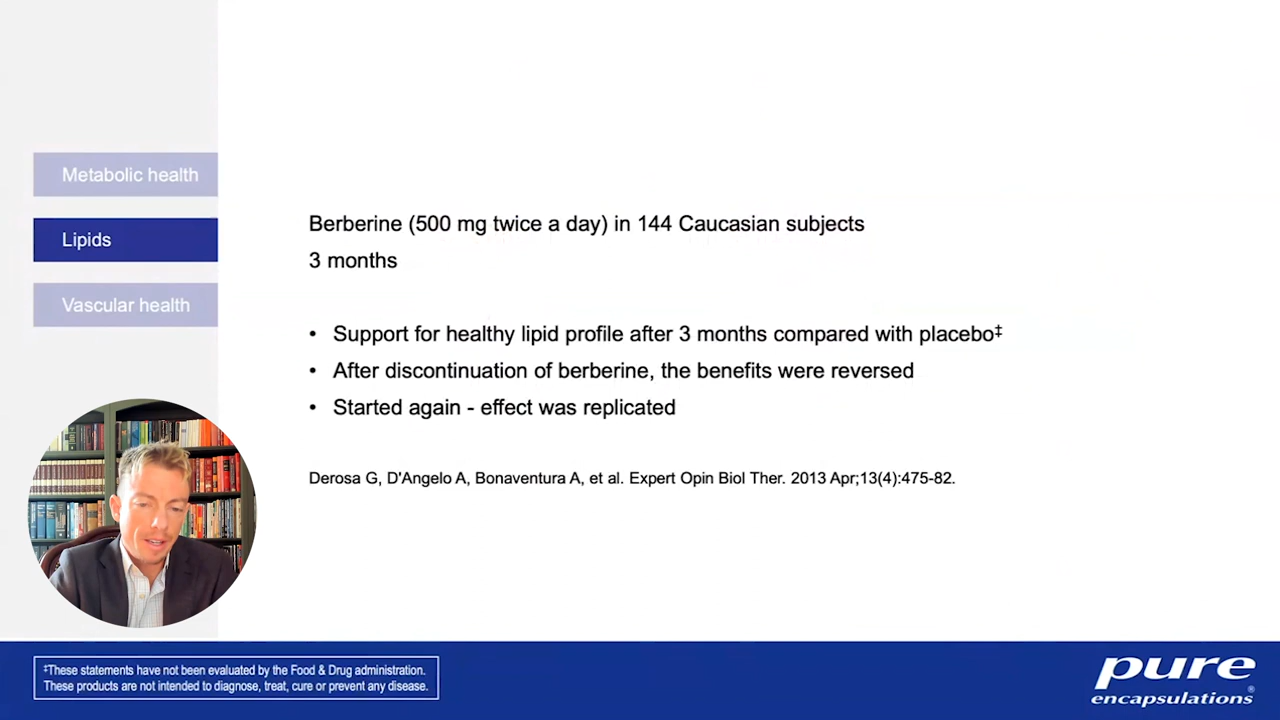 Metabolic health
Lipids
Vascular health
Berberine (500 mg twice a day) in 144 Caucasian subjects
3 months
• Support for healthy lipid profile after 3 months compared with placebo‡
• After discontinuation of berberine, the benefits were reversed
• Started again - effect was replicated
Derosa G, D'Angelo A, Bonaventura A, et al. Expert Opin Biol Ther. 2013 Apr;13(4):475-82.
‡These statements have not been evaluated by the Food & Drug administration.
These products are not intended to diagnose, treat, cure or prevent any disease.
pure
encapsulations®